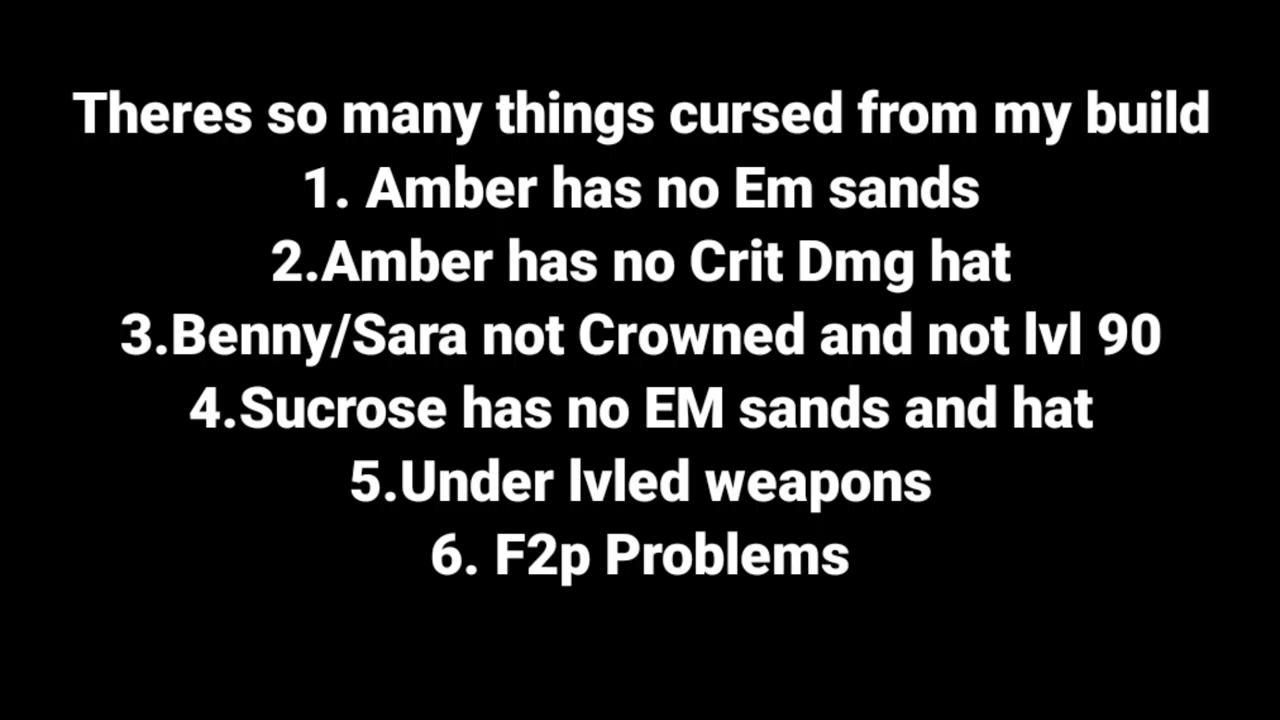 Theres so many things cursed from my build
1. Amber has no Em sands
2.Amber has no Crit Dmg hat
3.Benny/Sara not Crowned and not lvl 90
4.Sucrose has no EM sands and hat
5.Under lvled weapons
6. F2p Problems